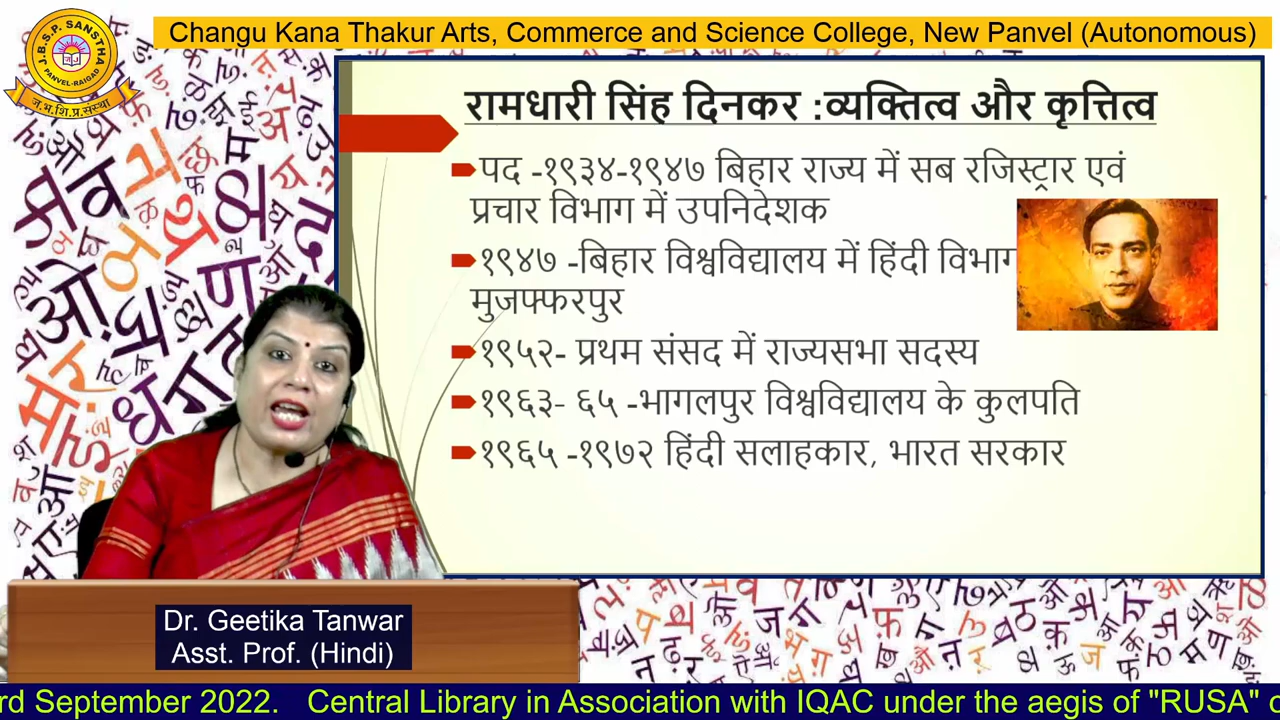 Changu Kana Thakur Arts, Commerce and Science College, New Panvel (Autonomous)
J.B.S.P. SANSTHA
PANVEL-RAIGAD
ज.भ.शि.प्र.संस्था
रामधारी सिंह दिनकर :व्यक्तित्व और कृत्तित्व
पद -१९३४-१९४७ बिहार राज्य में सब रजिस्ट्रार एवं
प्रचार विभाग में उपनिदेशक
१९४७ -बिहार विश्वविद्यालय में हिंदी विभाग
मुजफ्फरपुर
१९५२- प्रथम संसद में राज्यसभा सदस्य
१९६३- ६५ -भागलपुर विश्वविद्यालय के कुलपति
१९६५ -१९७२ हिंदी सलाहकार, भारत सरकार
Dr. Geetika Tanwar
Asst. Prof. (Hindi)
rd September 2022. Central Library in Association with IQAC under the aegis of "RUSA"